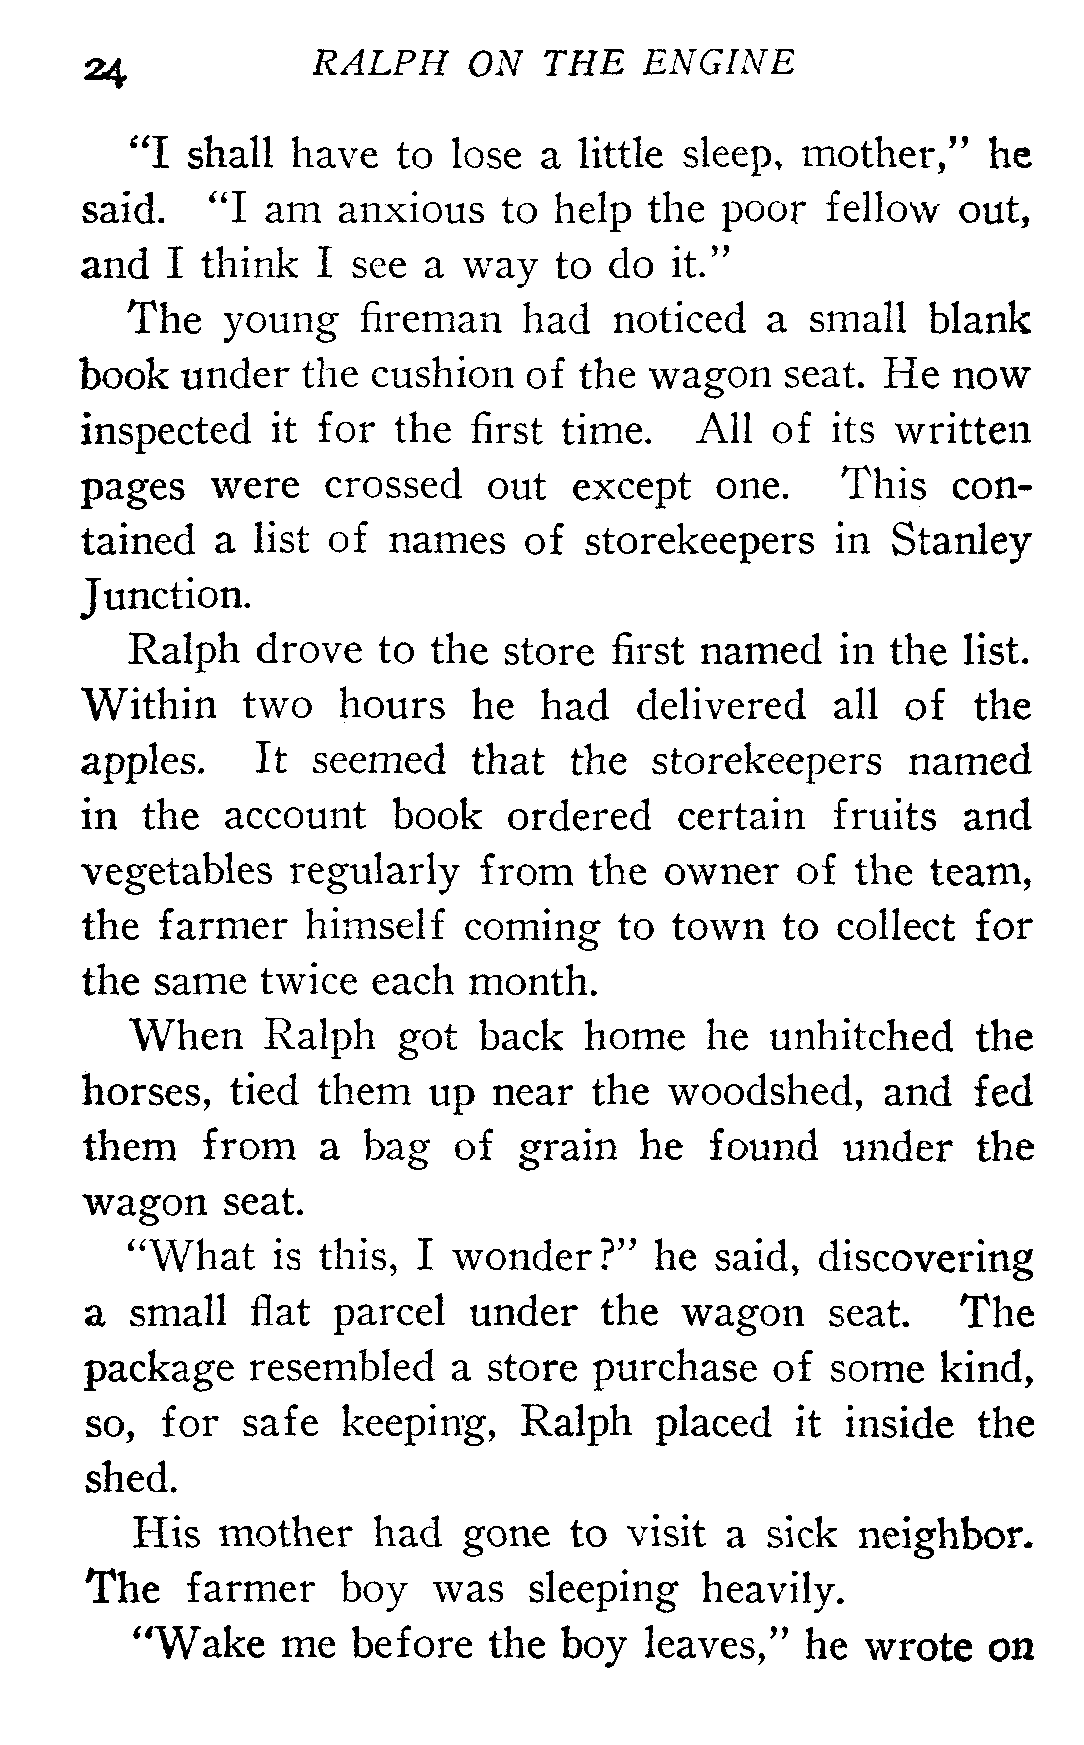 24 RALPH ON THE ENGINE
“I shall have to lose a little sleep, mother,” he
said. “I am anxious to help the poor fellow out,
and I think I see a way to do it.”
The young fireman had noticed a small blank
book under the cushion of the wagon seat. He now
inspected it for the first time. All of its written
pages were crossed out except one. This con-
tained a list of names of storekeepers in Stanley
Junction.
Ralph drove to the store first named in the list.
Within two hours he had delivered all of the
apples. It seemed that the storekeepers named
in the account book ordered certain fruits and
vegetables regularly from the owner of the team,
the farmer himself coming to town to collect for
the same twice each month.
When Ralph got back home he unhitched the
horses, tied them up near the woodshed, and fed
them from a bag of grain he found under the
wagon seat.
“What is this, I wonder?” he said, discovering
a small flat parcel under the wagon seat. The
package resembled a store purchase of some kind,
so, for safe keeping, Ralph placed it inside the
shed.
His mother had gone to visit a sick neighbor.
The farmer boy was sleeping heavily.
“Wake me before the boy leaves,” he wrote on